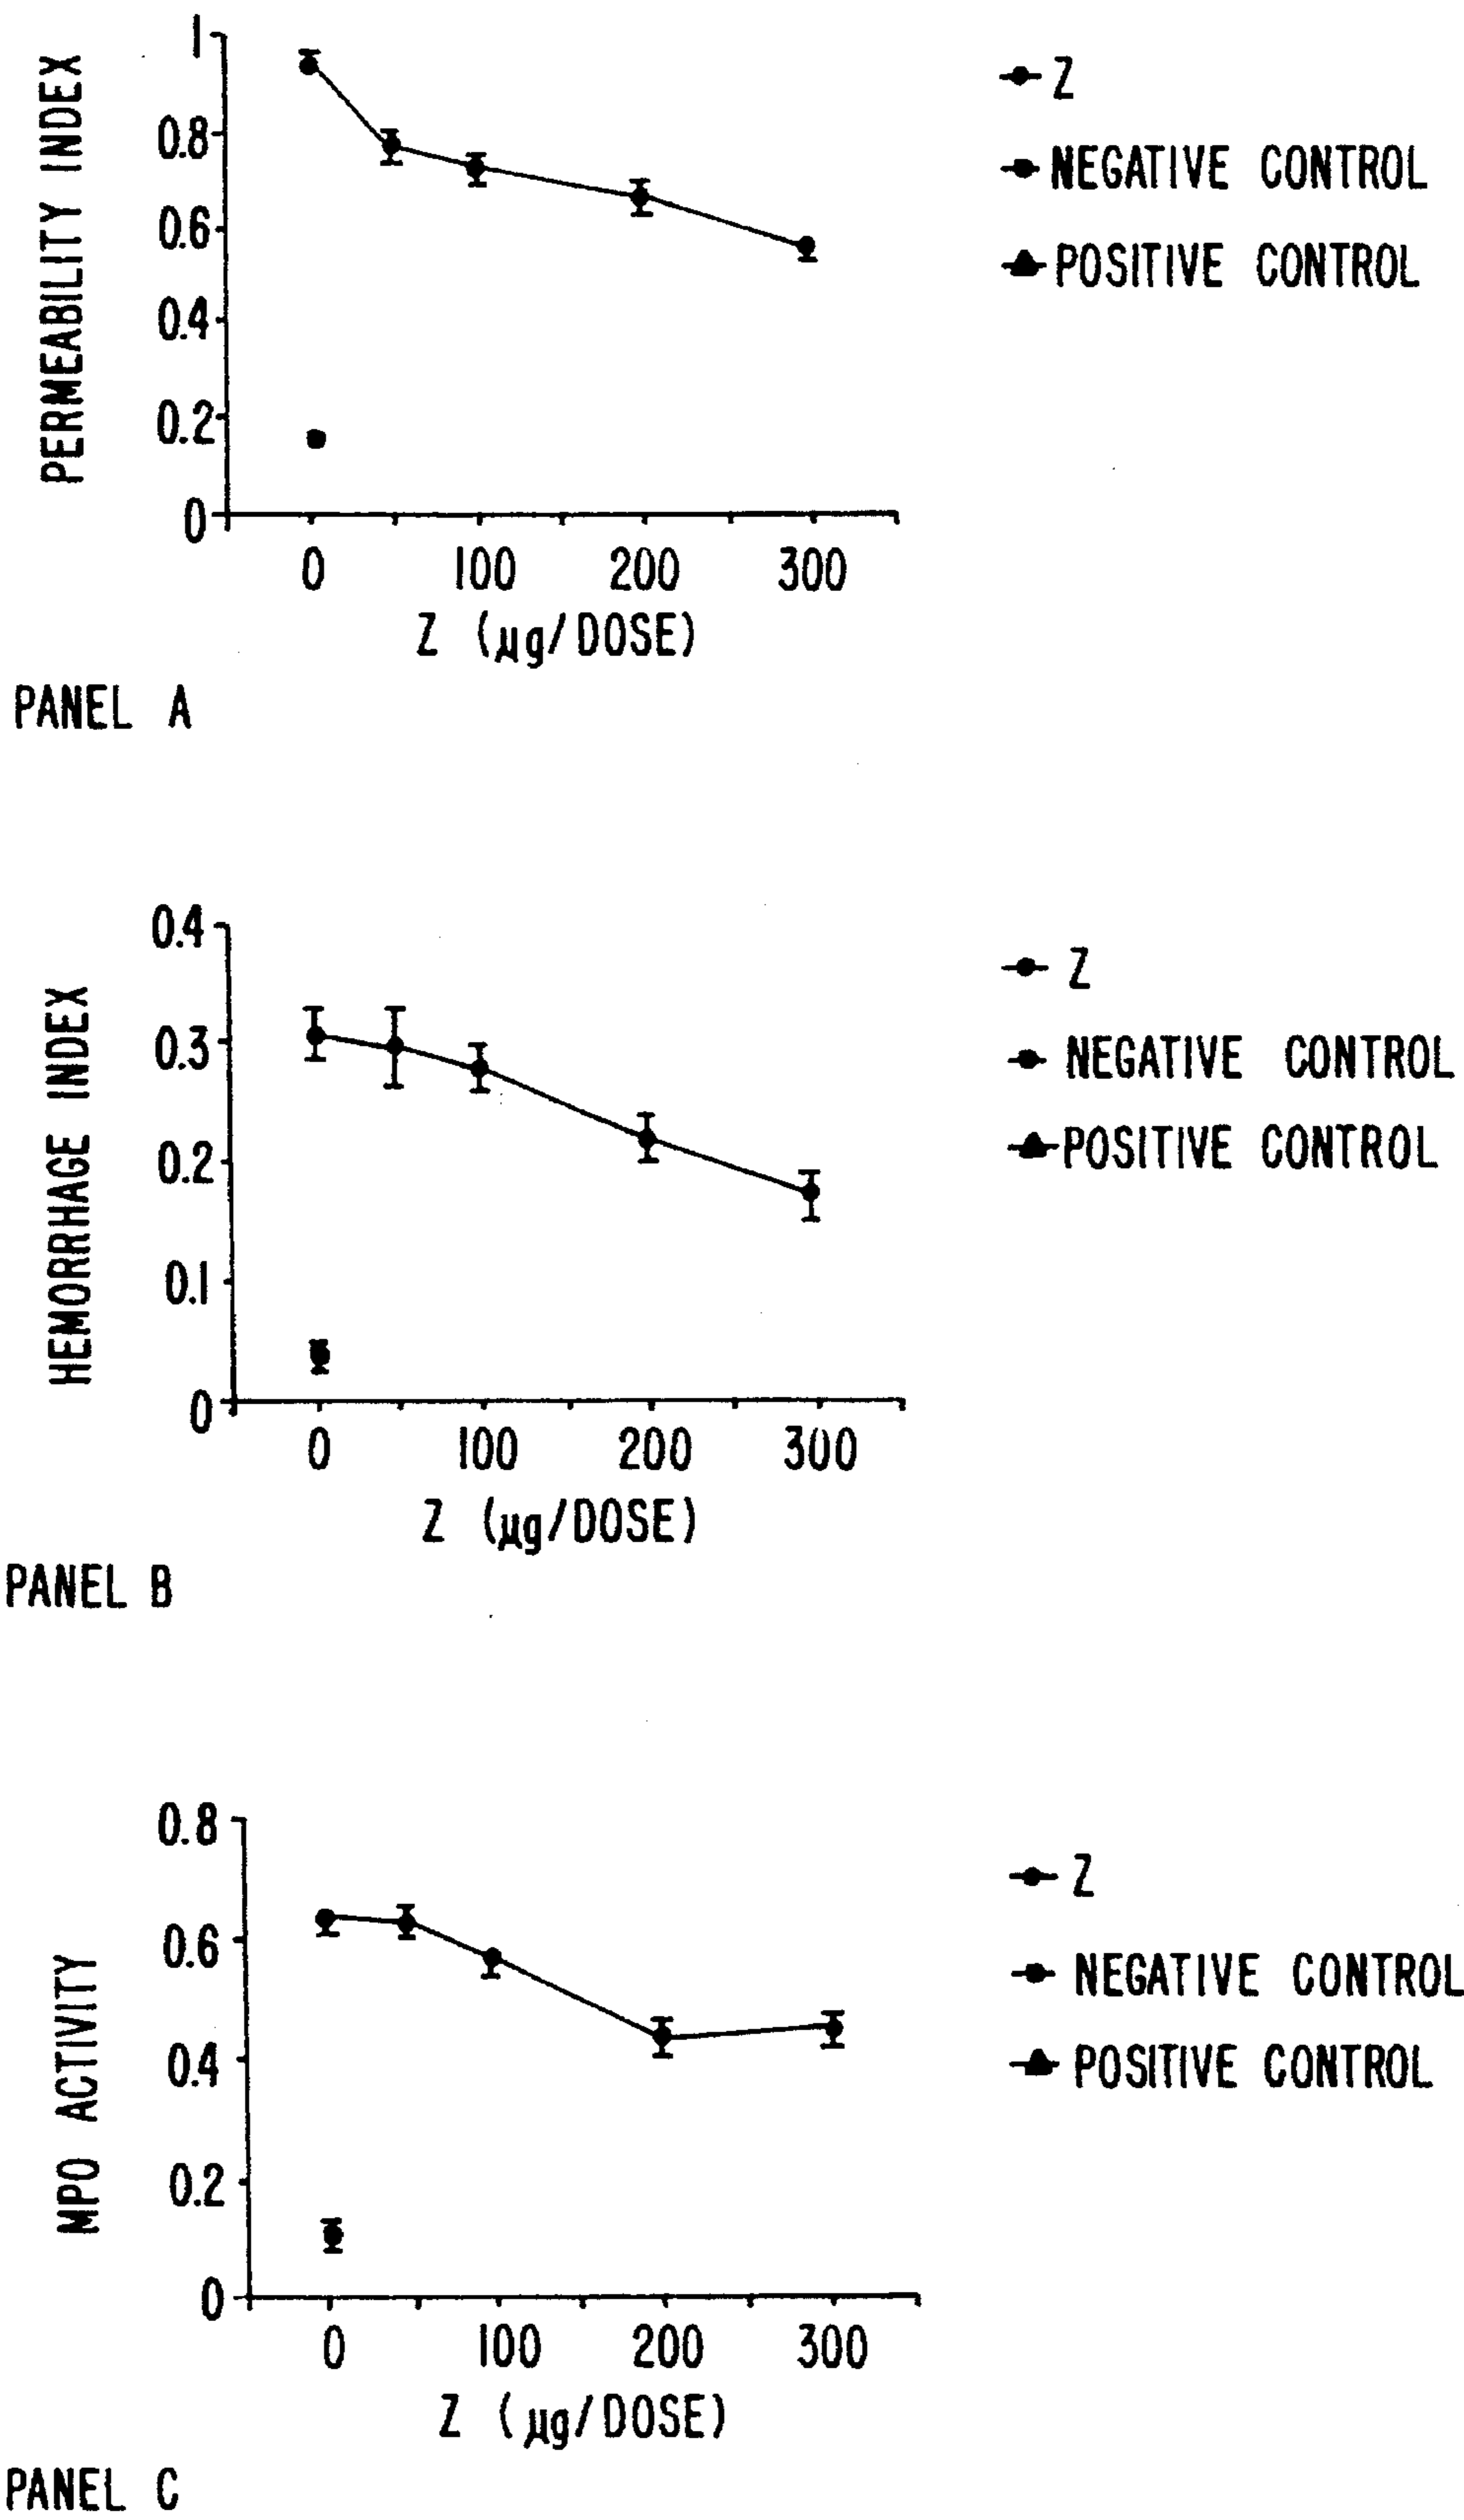 PERMEABILITY INDEX
1
0.8
0.6
0.4
0.2
0
0 100 200 300
Z (µg/DOSE)
Z
NEGATIVE CONTROL
POSITIVE CONTROL
PANEL A
HEMORRHAGE INDEX
0.4
0.3
0.2
0.1
0
0 100 200 300
Z (µg/DOSE)
Z
NEGATIVE CONTROL
POSITIVE CONTROL
PANEL B
MPO ACTIVITY
0.8
0.6
0.4
0.2
0
0 100 200 300
Z (µg/DOSE)
Z
NEGATIVE CONTROL
POSITIVE CONTROL
PANEL C